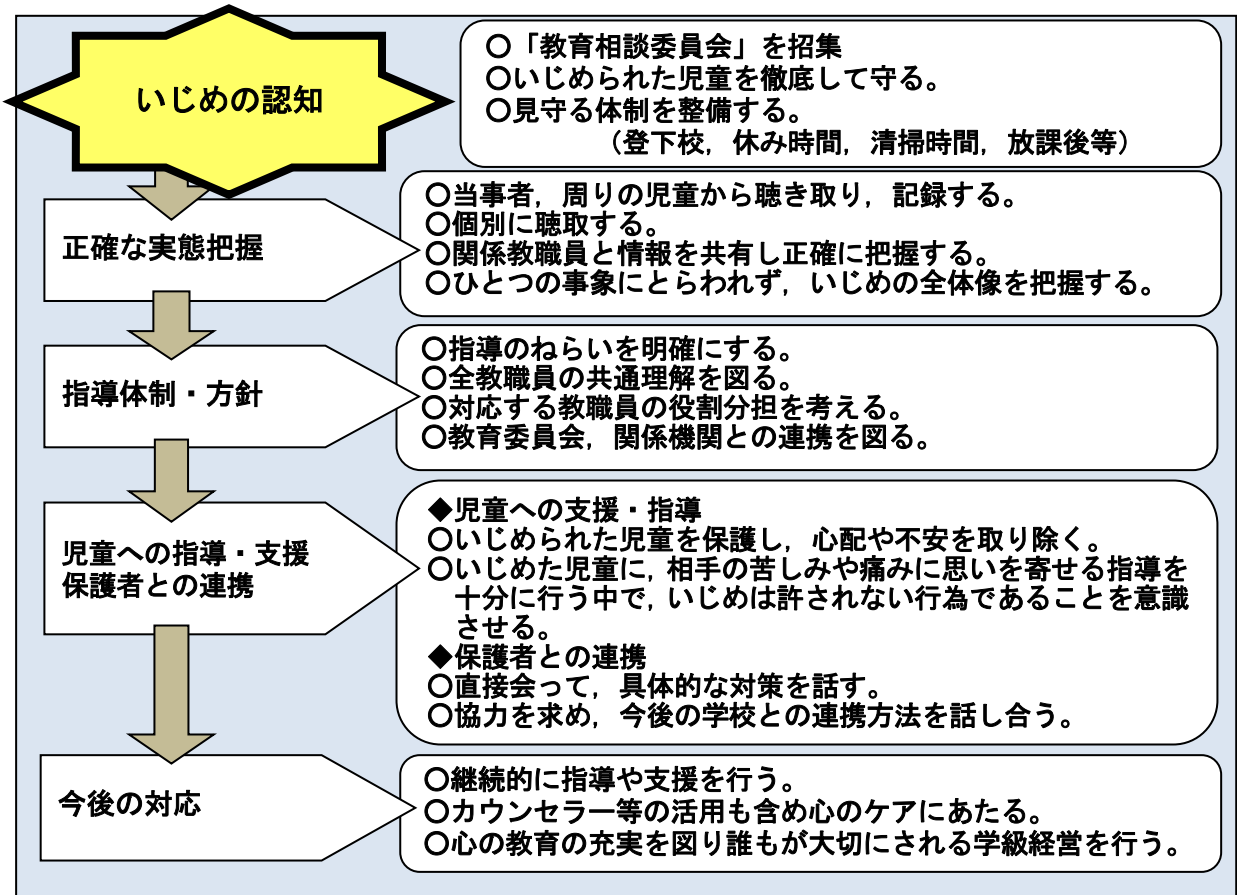 いじめの認知
○「教育相談委員会」を招集
○いじめられた児童を徹底して守る。
○見守る体制を整備する。
（登下校，休み時間，清掃時間，放課後等）
正確な実態把握
○当事者，周りの児童から聴き取り，記録する。
○個別に聴取する。
○関係教職員と情報を共有し正確に把握する。
○ひとつの事象にとらわれず，いじめの全体像を把握する。
指導体制・方針
○指導のねらいを明確にする。
○全教職員の共通理解を図る。
○対応する教職員の役割分担を考える。
○教育委員会，関係機関との連携を図る。
児童への指導・支援
保護者との連携
◆児童への支援・指導
○いじめられた児童を保護し，心配や不安を取り除く。
○いじめた児童に，相手の苦しみや痛みに思いを寄せる指導を
十分に行う中で，いじめは許されない行為であることを意識
させる。
◆保護者との連携
○直接会って，具体的な対策を話す。
○協力を求め，今後の学校との連携方法を話し合う。
今後の対応
○継続的に指導や支援を行う。
○カウンセラー等の活用も含め心のケアにあたる。
○心の教育の充実を図り誰もが大切にされる学級経営を行う。